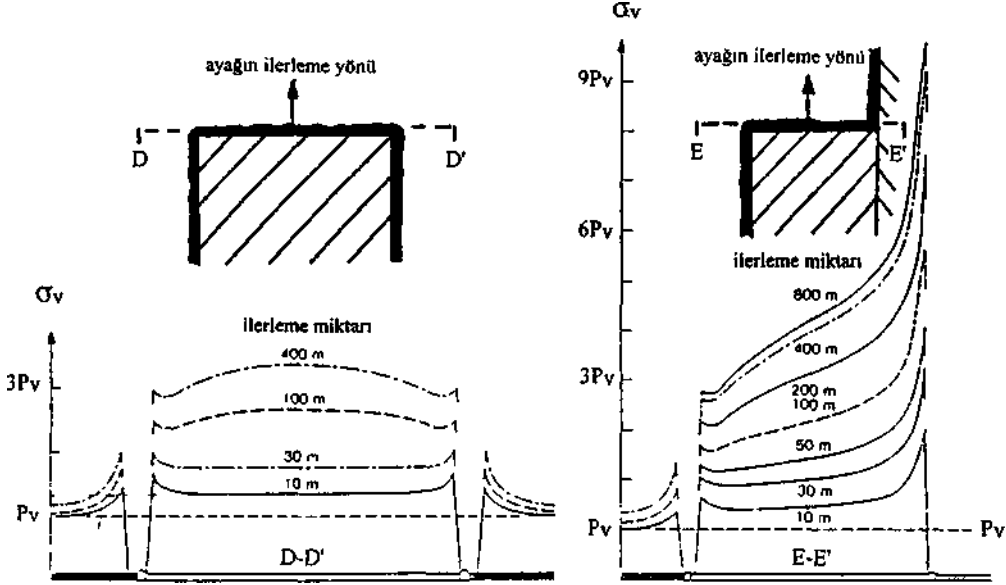 ayağın ilerleme yönü
D
D'
σv
ilerleme miktarı
400 m
3Pv
100 m
30 m
10 m
Pv
D-D'
σv
ayağın ilerleme yönü
9Pv
E
E'
6Pv
ilerleme miktarı
800 m
400 m
3Pv
200 m
100 m
50 m
30 m
10 m
Pv
Pv
E-E'